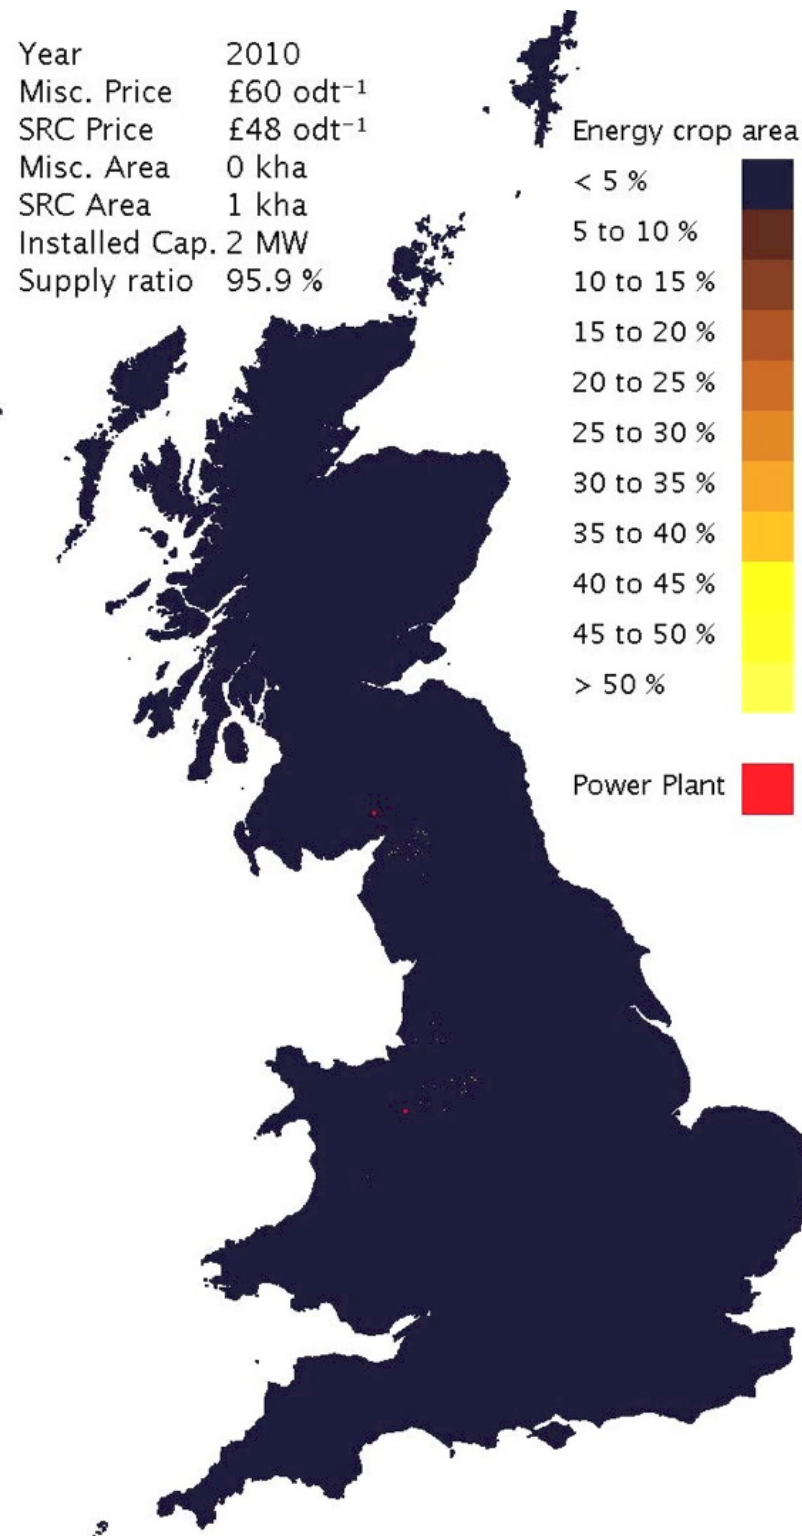 Year 2010
Misc. Price £60 odt⁻¹
SRC Price £48 odt⁻¹
Misc. Area 0 kha
SRC Area 1 kha
Installed Cap. 2 MW
Supply ratio 95.9 %
Energy crop area
< 5 %
5 to 10 %
10 to 15 %
15 to 20 %
20 to 25 %
25 to 30 %
30 to 35 %
35 to 40 %
40 to 45 %
45 to 50 %
> 50 %
Power Plant